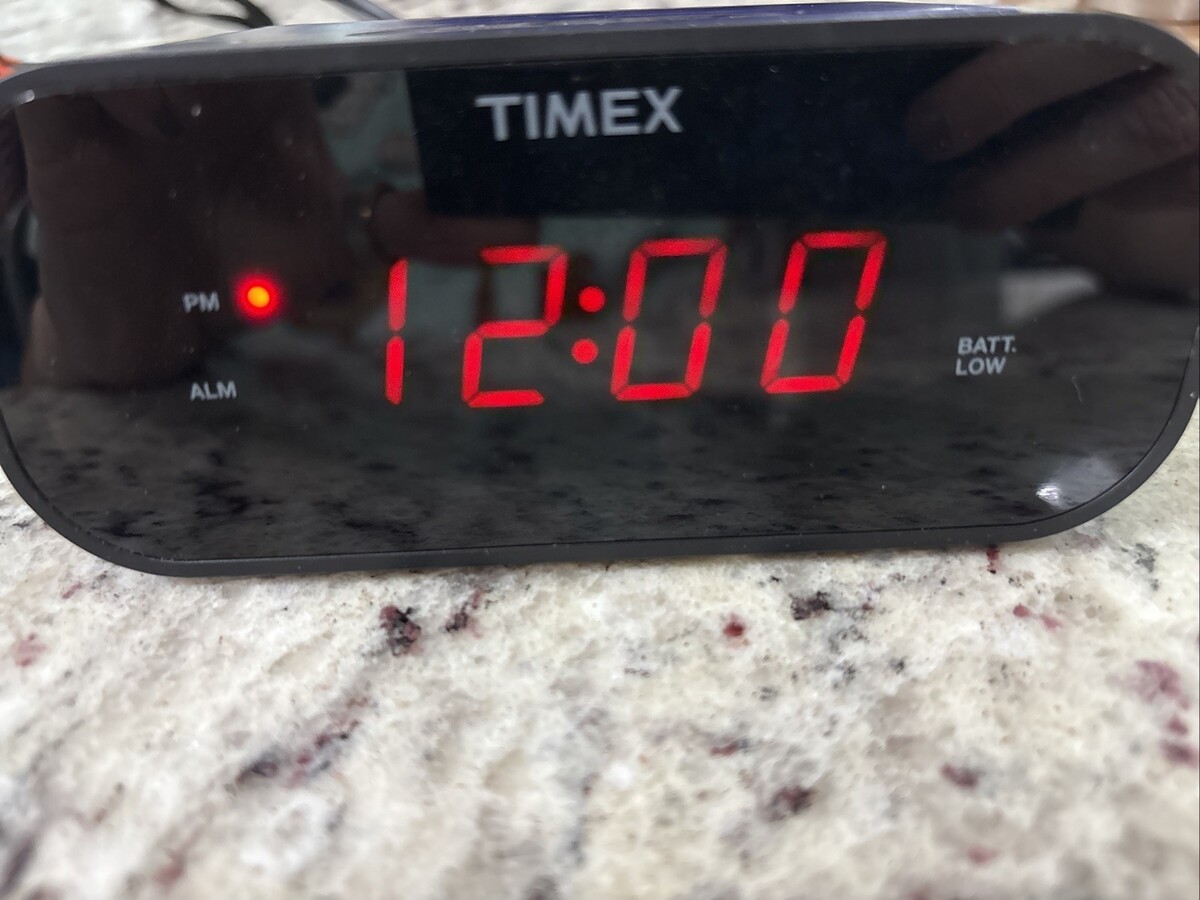 TIMEX
PM
12:00
ALM
BATT.
LOW